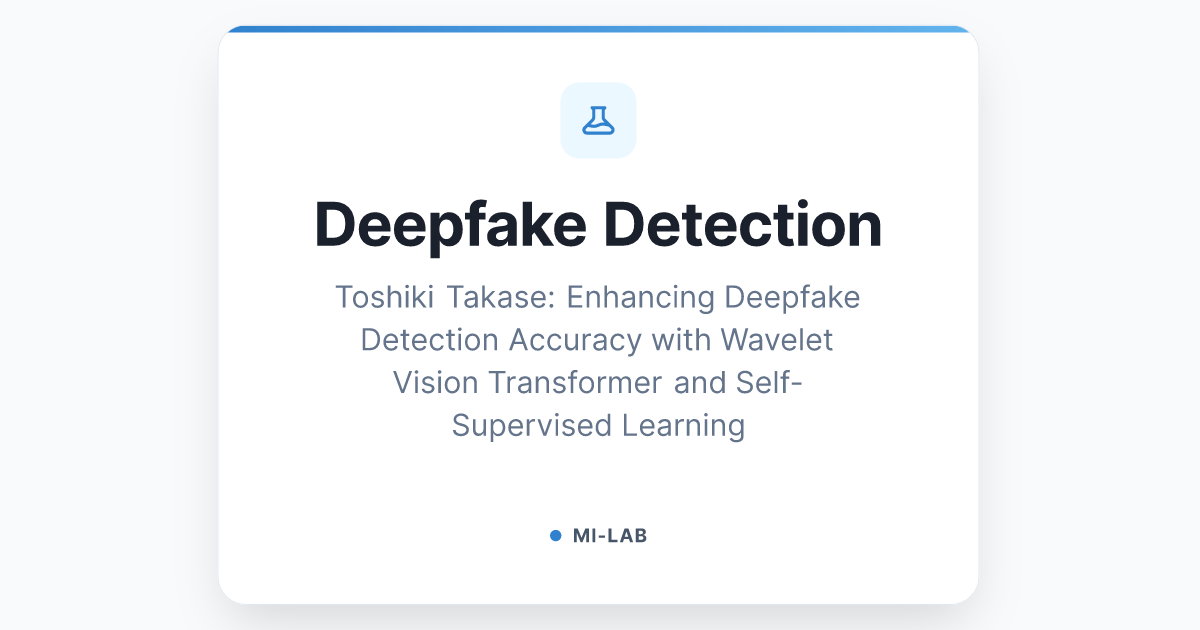 Deepfake Detection
Toshiki Takase: Enhancing Deepfake
Detection Accuracy with Wavelet
Vision Transformer and Self-
Supervised Learning
MI-LAB